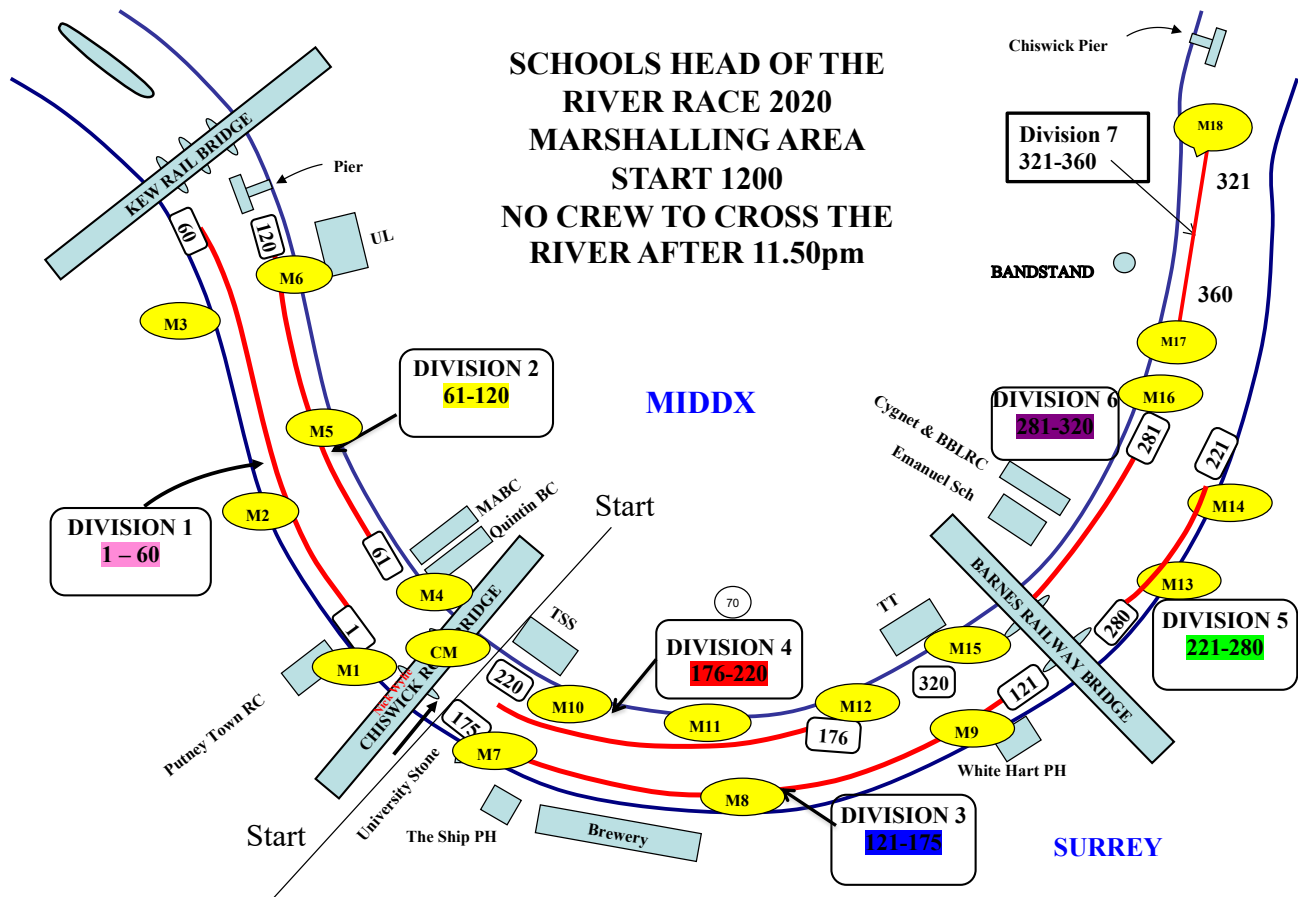 SCHOOLS HEAD OF THE
RIVER RACE 2020
MARSHALLING AREA
START 1200
NO CREW TO CROSS THE
RIVER AFTER 11.50pm
Chiswick Pier
M18
Division 7
321-360
321
KEW RAIL BRIDGE
Pier
60
120
UL
M6
BANDSTAND
360
M3
M17
DIVISION 2
61-120
MIDDX
M16
DIVISION 6
281-320
Cygnet & BBLRC
Emanuel Sch
281
221
M5
M2
MABC
Quintin BC
Start
M14
DIVISION 1
1 – 60
61
M4
BARNES RAILWAY BRIDGE
M13
70
TT
TSS
DIVISION 5
221-280
280
1
M1
CM
Nick Wylie
CHISWICK RO BRIDGE
DIVISION 4
176-220
M15
320
121
Putney Town RC
220
M10
M11
M12
176
175
M7
M9
White Hart PH
University Stone
M8
The Ship PH
Brewery
DIVISION 3
121-175
Start
SURREY